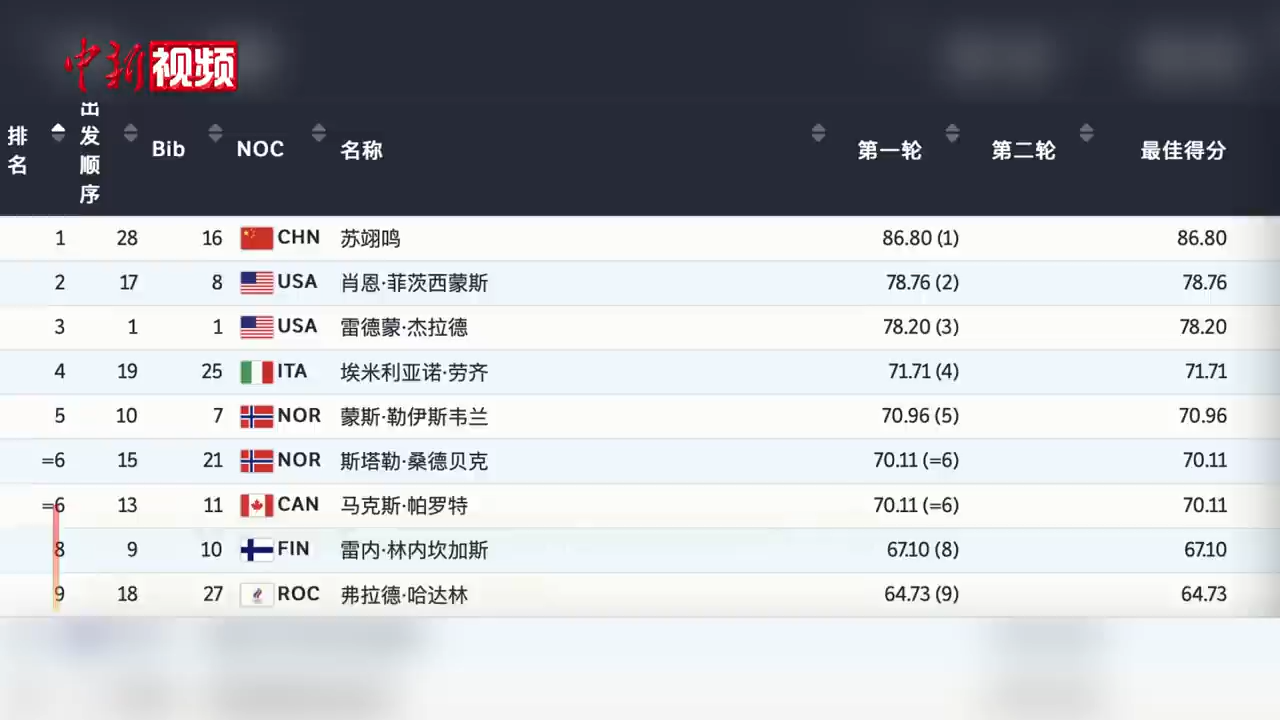 中新视频
排名 出发顺序 Bib NOC 名称 第一轮 第二轮 最佳得分
1 28 16 CHN 苏翊鸣 86.80 (1) 86.80
2 17 8 USA 肖恩·菲茨西蒙斯 78.76 (2) 78.76
3 1 1 USA 雷德蒙·杰拉德 78.20 (3) 78.20
4 19 25 ITA 埃米利亚诺·劳齐 71.71 (4) 71.71
5 10 7 NOR 蒙斯·勒伊斯韦兰 70.96 (5) 70.96
=6 15 21 NOR 斯塔勒·桑德贝克 70.11 (=6) 70.11
=6 13 11 CAN 马克斯·帕罗特 70.11 (=6) 70.11
8 9 10 FIN 雷内·林内坎加斯 67.10 (8) 67.10
9 18 27 ROC 弗拉德·哈达林 64.73 (9) 64.73